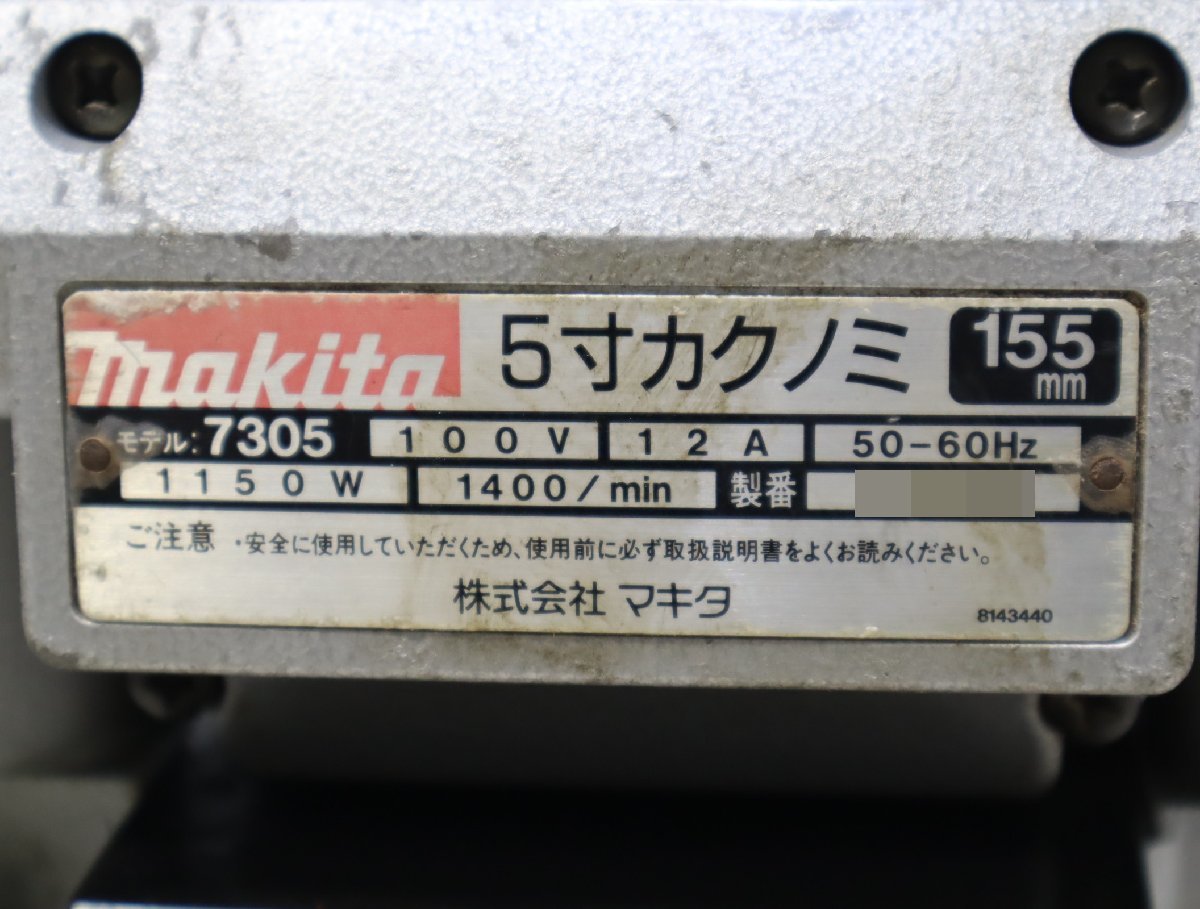 makita 5寸カクノミ 155mm
モデル: 7305 100V 12A 50-60Hz
1150W 1400/min 製番
ご注意 ・安全に使用していただくため、使用前に必ず取扱説明書をよくお読みください。
株式会社 マキタ 8143440